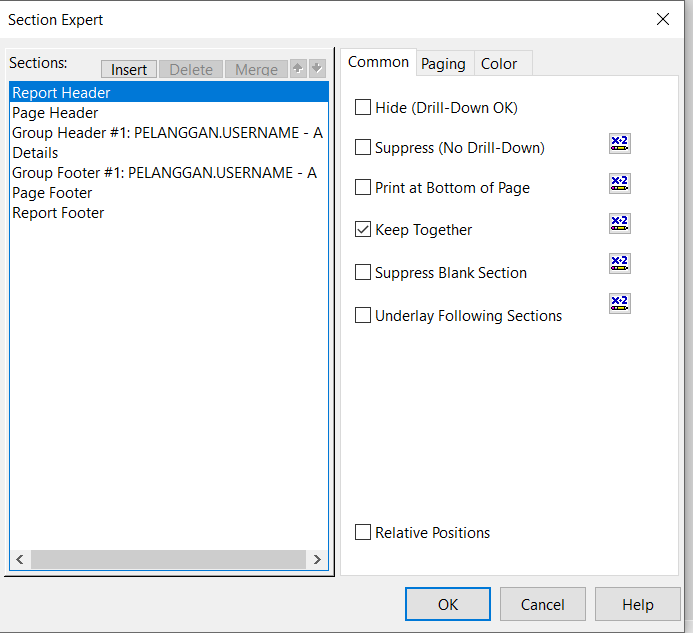 Section Expert
Sections:
Insert
Delete
Merge
Report Header
Page Header
Group Header #1: PELANGGAN.USERNAME - A
Details
Group Footer #1: PELANGGAN.USERNAME - A
Page Footer
Report Footer
Common
Paging
Color
Hide (Drill-Down OK)
Suppress (No Drill-Down)
X-2
Print at Bottom of Page
X-2
Keep Together
X-2
Suppress Blank Section
X-2
Underlay Following Sections
X-2
Relative Positions
OK
Cancel
Help